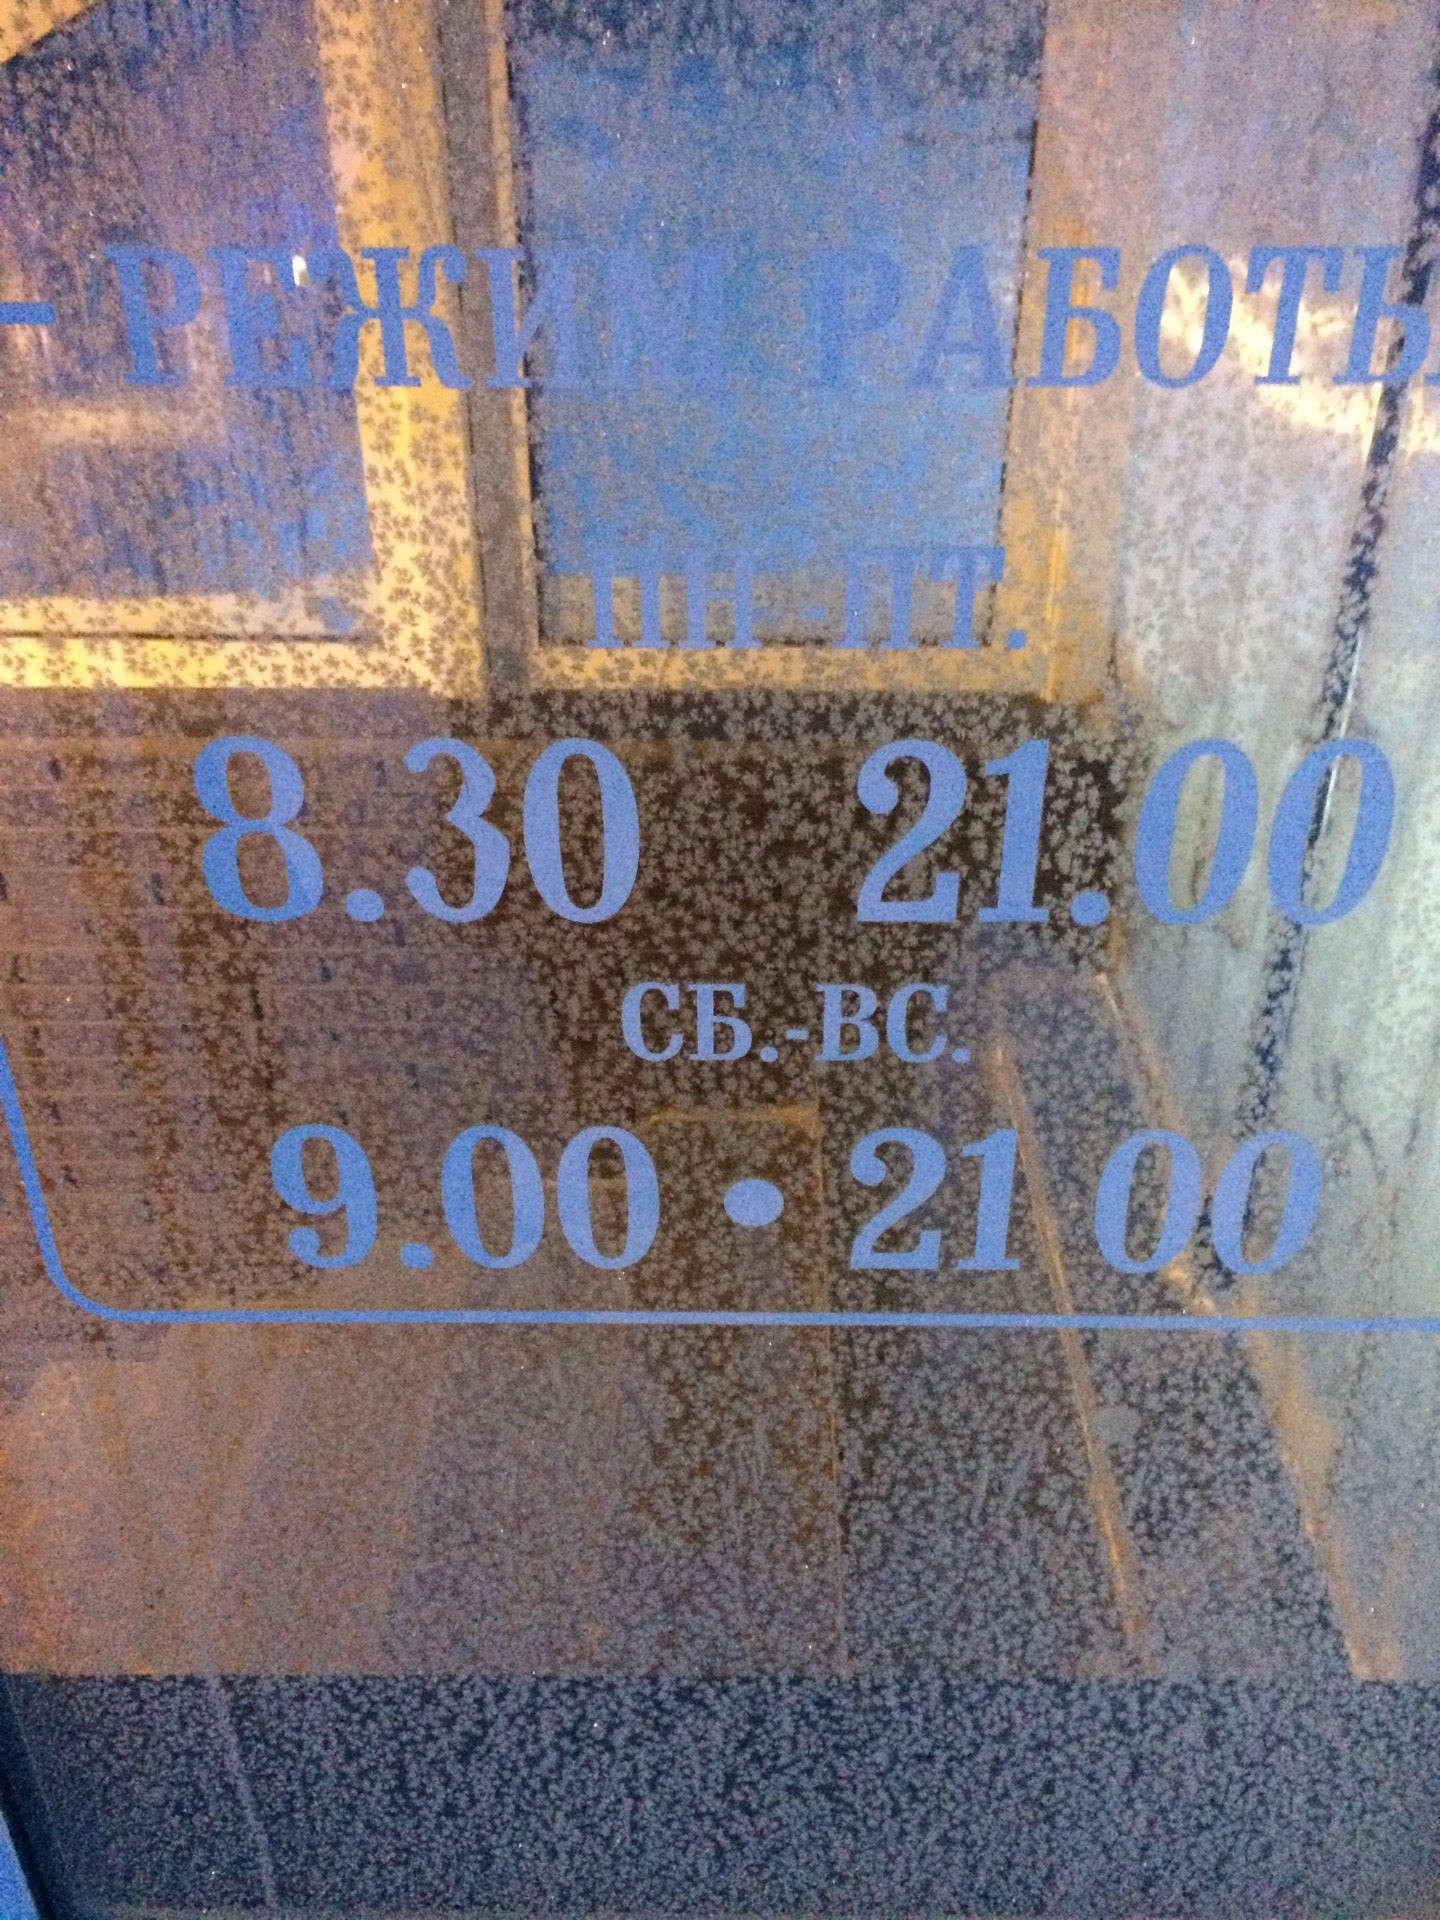 - РЕЖИМ РАБОТЫ
ПН -ПТ.
8.30 21.00
СБ.-ВС.
9.00 • 21 00